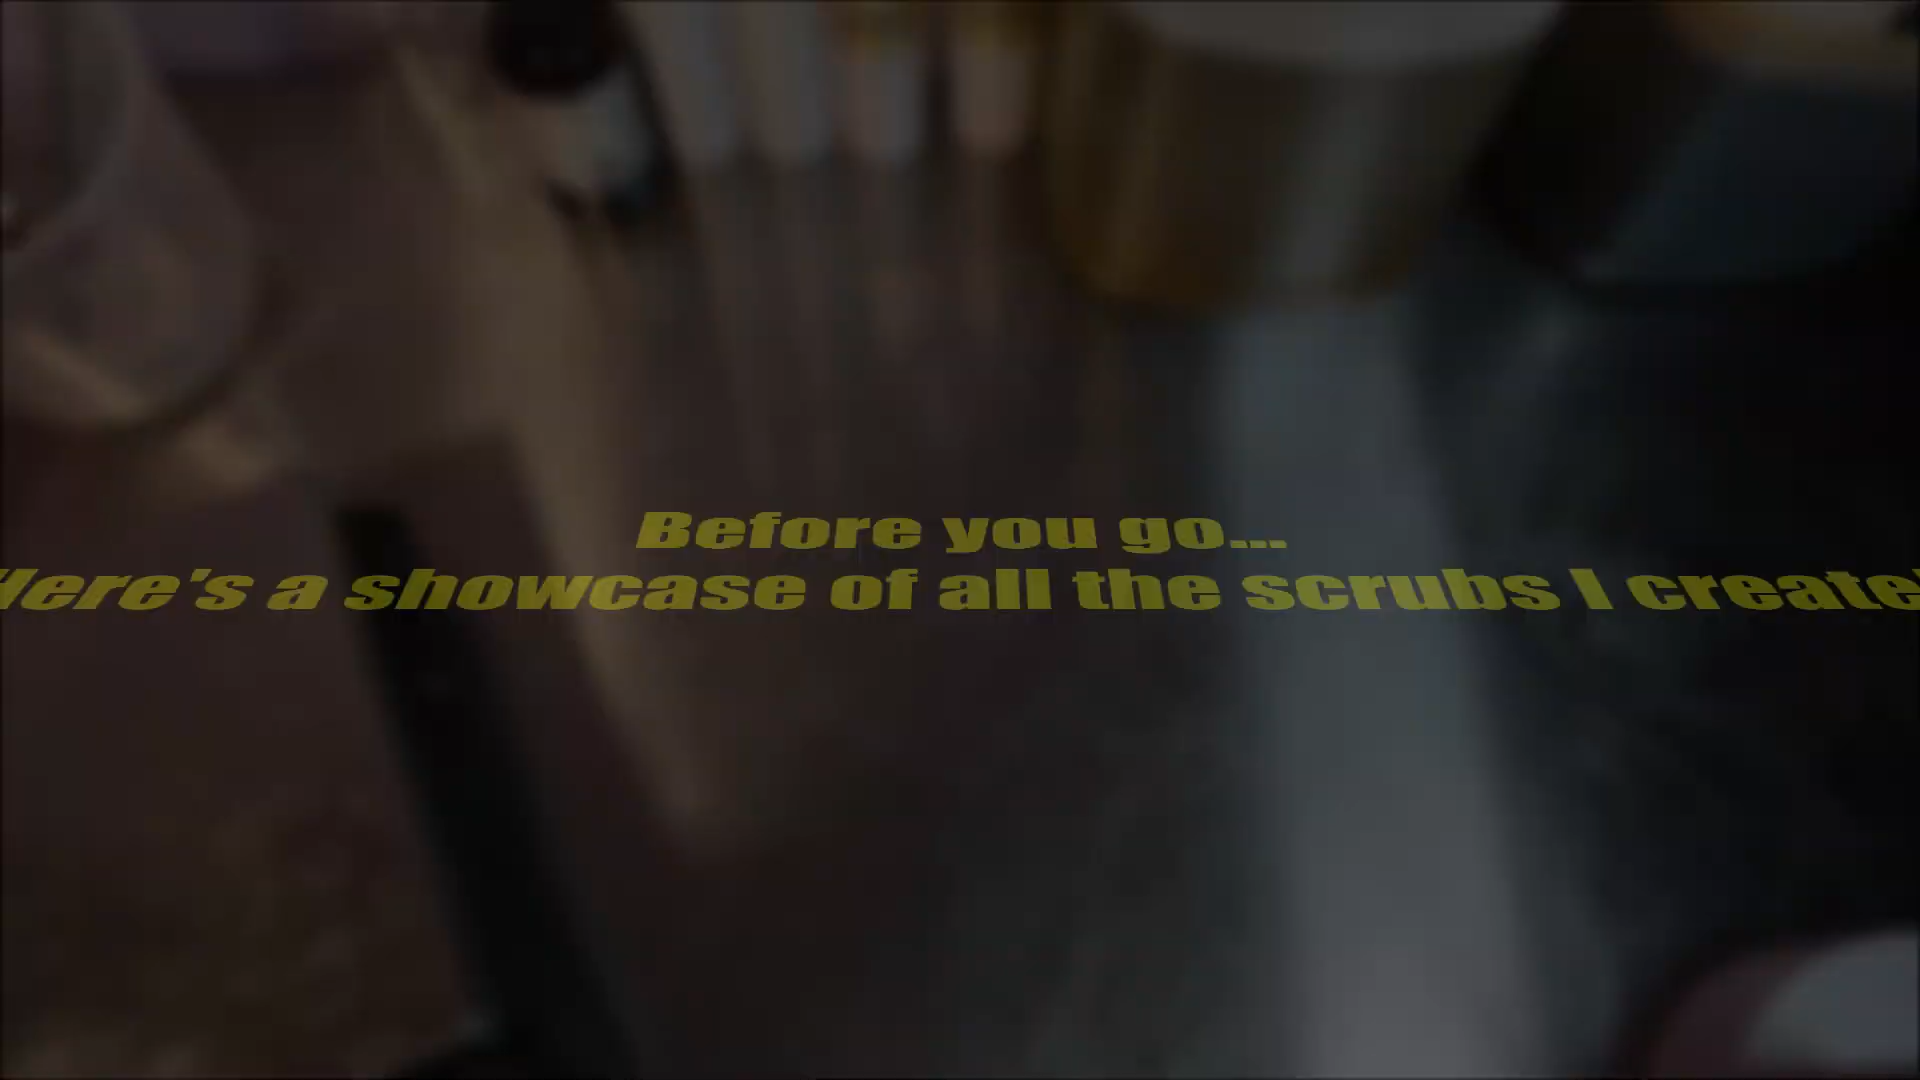 Before you go...
Here's a showcase of all the scrubs I create